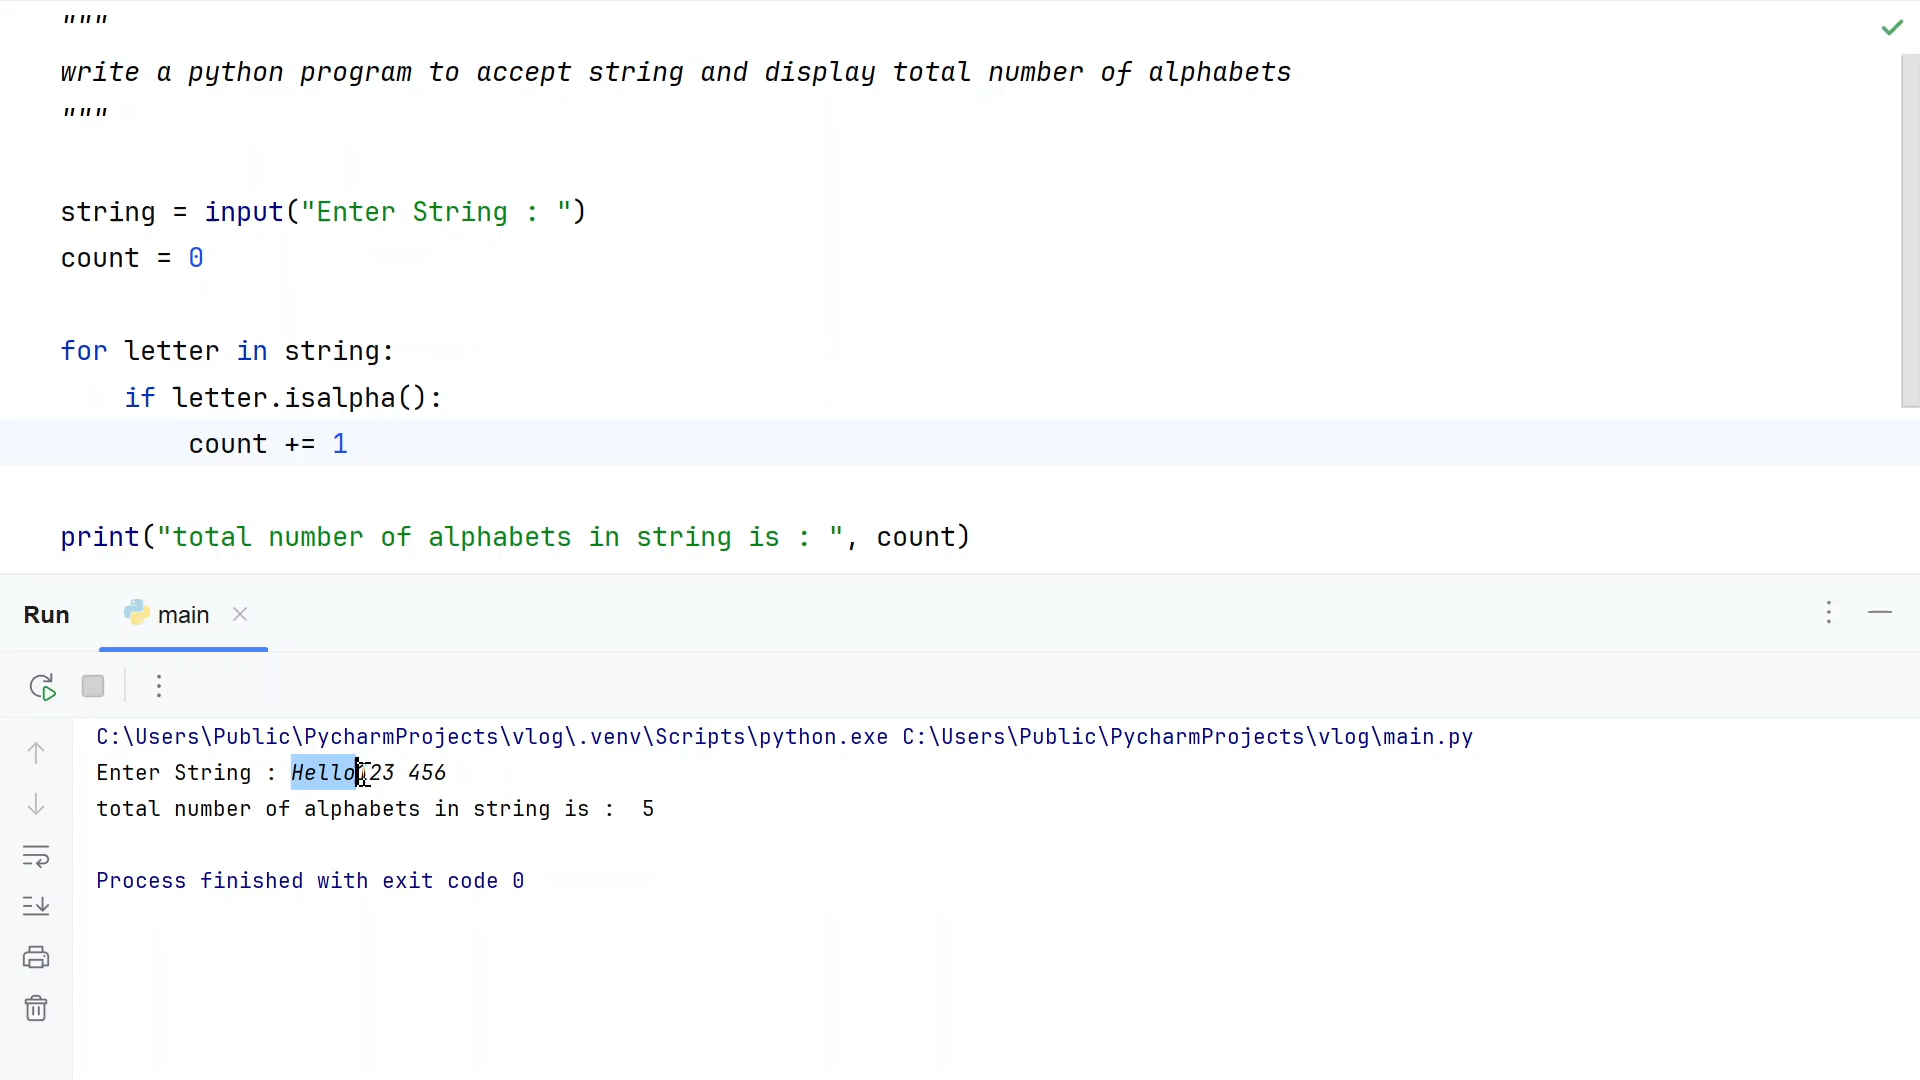 """
write a python program to accept string and display total number of alphabets
"""
string = input("Enter String : ")
count = 0
for letter in string:
    if letter.isalpha():
        count += 1
print("total number of alphabets in string is : ", count)
Run main
C:\Users\Public\PycharmProjects\vlog\.venv\Scripts\python.exe C:\Users\Public\PycharmProjects\vlog\main.py
Enter String : Hello123 456
total number of alphabets in string is :  5
Process finished with exit code 0